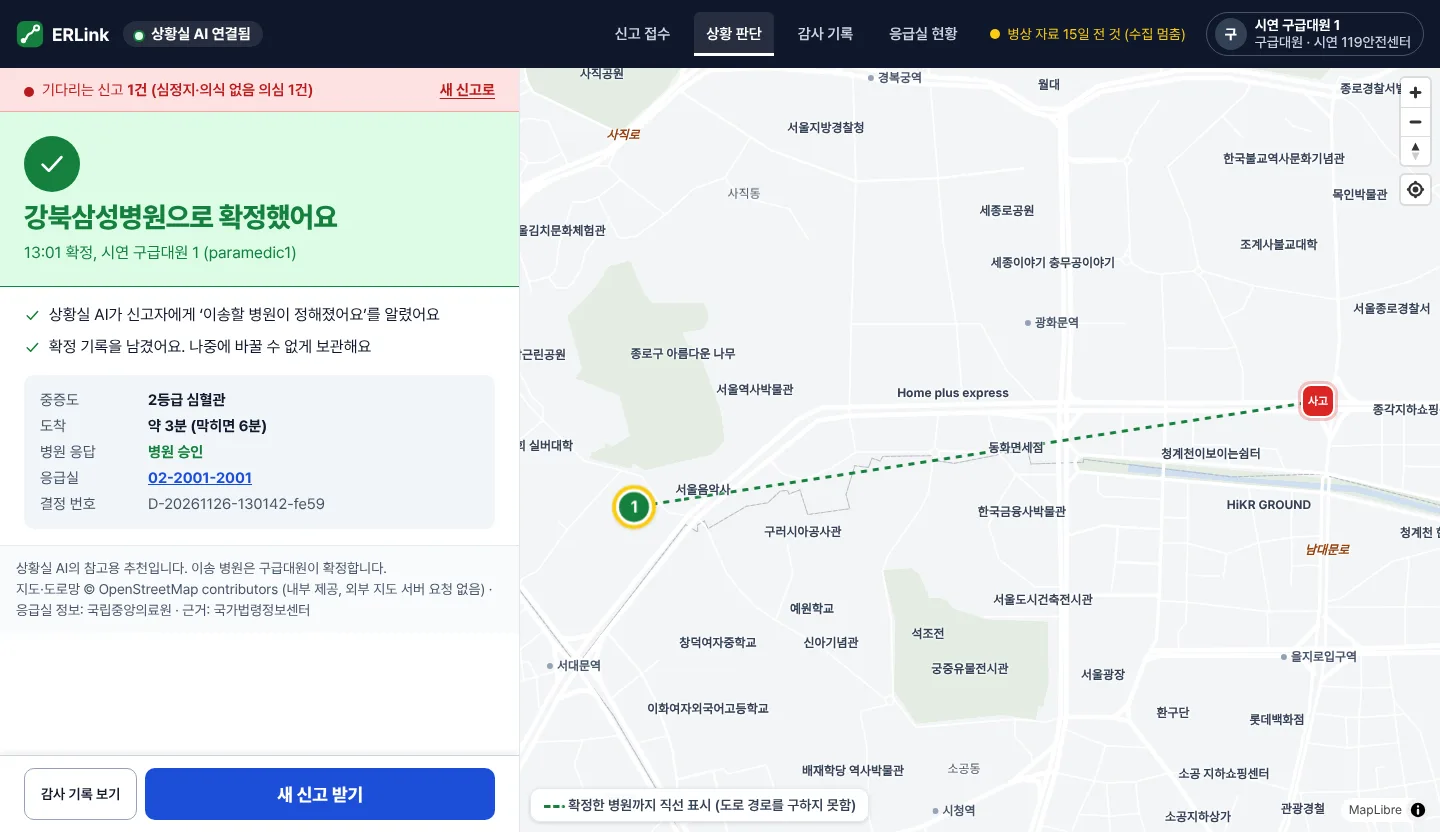 ERLink
상황실 AI 연결됨
신고 접수
상황 판단
감사 기록
응급실 현황
병상 자료 15일 전 것 (수집 멈춤)
구
시연 구급대원 1
구급대원 · 시연 119안전센터
기다리는 신고 1건 (심정지·의식 없음 의심 1건)
새 신고로
강북삼성병원으로 확정했어요
13:01 확정, 시연 구급대원 1 (paramedic1)
상황실 AI가 신고자에게 ‘이송할 병원이 정해졌어요’를 알렸어요
확정 기록을 남겼어요. 나중에 바꿀 수 없게 보관해요
중증도 2등급 심혈관
도착 약 3분 (막히면 6분)
병원 응답 병원 승인
응급실 02-2001-2001
결정 번호 D-20261126-130142-fe59
상황실 AI의 참고용 추천입니다. 이송 병원은 구급대원이 확정합니다.
지도·도로망 © OpenStreetMap contributors (내부 제공, 외부 지도 서버 요청 없음) ·
응급실 정보: 국립중앙의료원 · 근거: 국가법령정보센터
감사 기록 보기
새 신고 받기
사직공원
경복궁역
월대
사직로
서울지방경찰청
한국불교역사문화기념관
사직동
목인박물관
세종로공원
울김치문화체험관
조계사불교대학
세종이야기 충무공이야기
서울종로경찰서
광화문역
근린공원
종로구 아름다운 나무
서울역사박물관
Home plus express
사고
종각지하쇼핑
실버대학
동화면세점
청계천이보이는쉼터
서울음악사
1
HiKR GROUND
한국금융사박물관
구러시아공사관
청계천
남대문로
서울도시건축전시관
예원학교
석조전
창덕여자중학교
신아기념관
을지로입구역
서대문역
궁중유물전시관
서울광장
이화여자외국어고등학교
환구단
롯데백화점
배재학당 역사박물관
소공동
소공 지하쇼핑센터
확정한 병원까지 직선 표시 (도로 경로를 구하지 못함)
시청역
관광경찰
소공지하상가
MapLibre